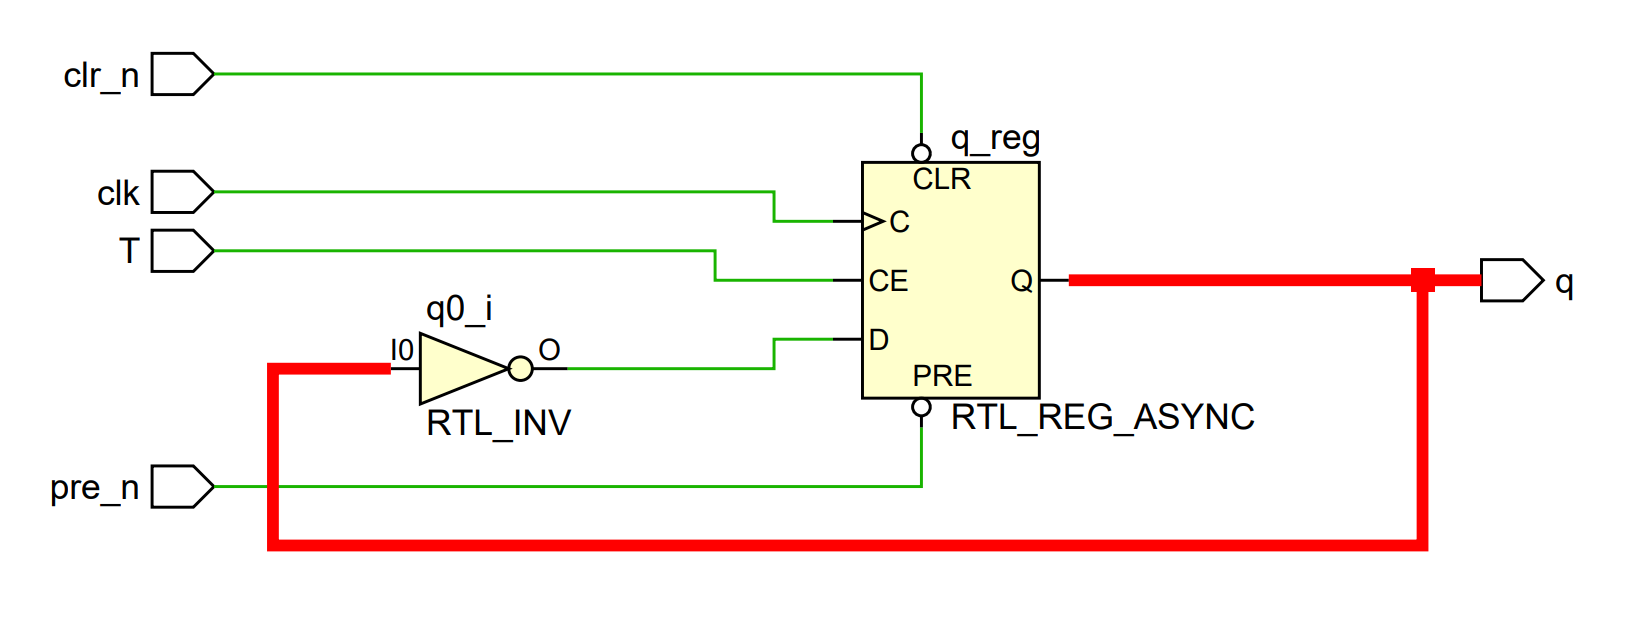 clr_n
q_reg
CLR
clk
C
T
CE
Q
q
q0_i
I0
O
D
PRE
RTL_INV
RTL_REG_ASYNC
pre_n